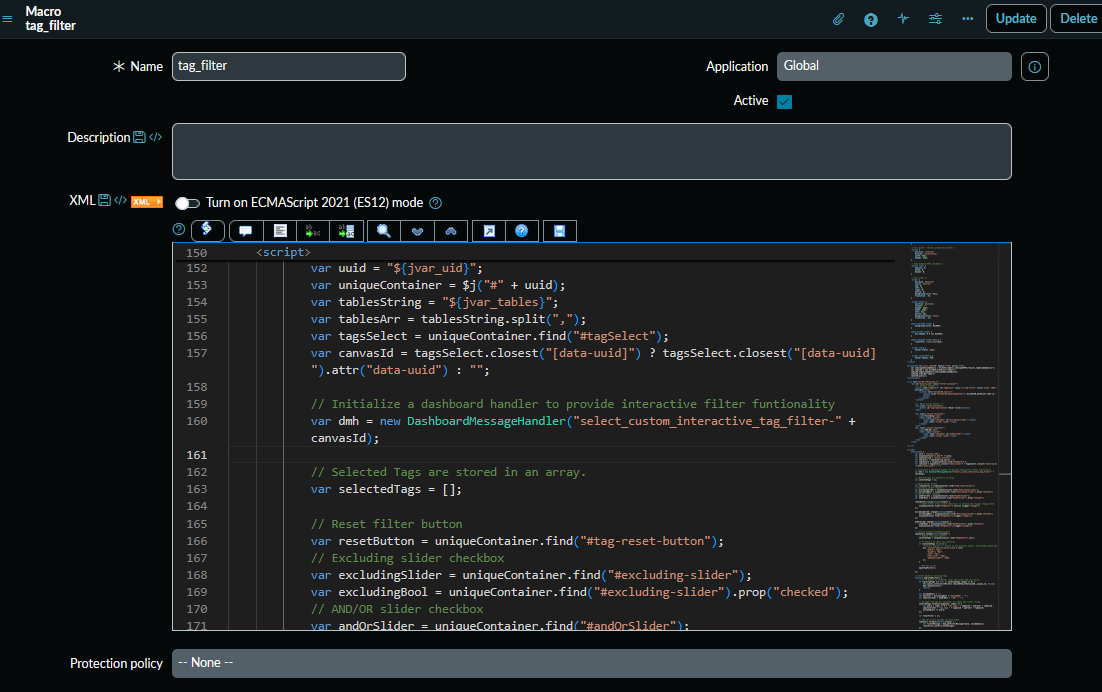 Macro
tag_filter
Update
Delete
Name
tag_filter
Application
Global
Active
Description
XML
XML
Turn on ECMAScript 2021 (ES12) mode
150 <script>
152 var uuid = "${jvar_uid}";
153 var uniqueContainer = $j("#" + uuid);
154 var tablesString = "${jvar_tables}";
155 var tablesArr = tablesString.split(",");
156 var tagsSelect = uniqueContainer.find("#tagSelect");
157 var canvasId = tagsSelect.closest("[data-uuid]") ? tagsSelect.closest("[data-uuid]
").attr("data-uuid") : "";
158
159 // Initialize a dashboard handler to provide interactive filter funtionality
160 var dmh = new DashboardMessageHandler("select_custom_interactive_tag_filter-" +
canvasId);
161
162 // Selected Tags are stored in an array.
163 var selectedTags = [];
164
165 // Reset filter button
166 var resetButton = uniqueContainer.find("#tag-reset-button");
167 // Excluding slider checkbox
168 var excludingSlider = uniqueContainer.find("#excluding-slider");
169 var excludingBool = uniqueContainer.find("#excluding-slider").prop("checked");
170 // AND/OR slider checkbox
171 var andOrSlider = uniqueContainer.find("#andOrSlider");
Protection policy
-- None --